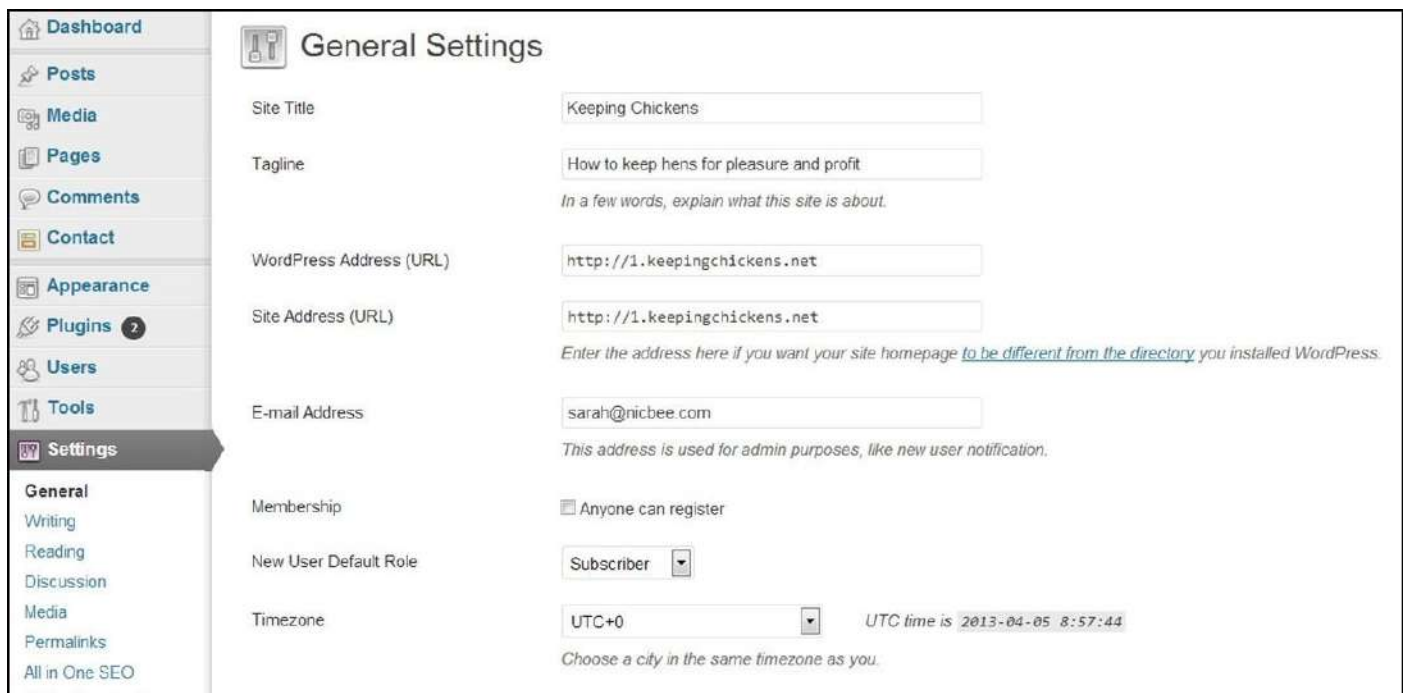 Dashboard
Posts
Media
Pages
Comments
Contact
Appearance
Plugins 2
Users
Tools
Settings
General
Writing
Reading
Discussion
Media
Permalinks
All in One SEO
General Settings
Site Title Keeping Chickens
Tagline How to keep hens for pleasure and profit
In a few words, explain what this site is about.
WordPress Address (URL) http://1.keepingchickens.net
Site Address (URL) http://1.keepingchickens.net
Enter the address here if you want your site homepage to be different from the directory you installed WordPress.
E-mail Address sarah@nicbee.com
This address is used for admin purposes, like new user notification.
Membership Anyone can register
New User Default Role Subscriber
Timezone UTC+0 UTC time is 2013-04-05 8:57:44
Choose a city in the same timezone as you.